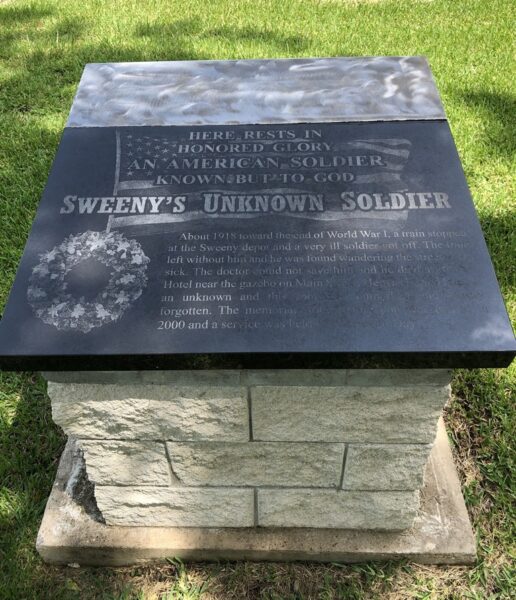 HERE RESTS IN
HONORED GLORY
AN AMERICAN SOLDIER
KNOWN BUT TO GOD
SWEENY'S UNKNOWN SOLDIER
About 1918 toward the end of World War I, a train stopped
at the Sweeny depot and a very ill soldier got off. The train
left without him and he was found wandering the streets
sick. The doctor could not save him and he died
Hotel near the gazebo on Main
an unknown and
forgotten. The
2000 and a service was held